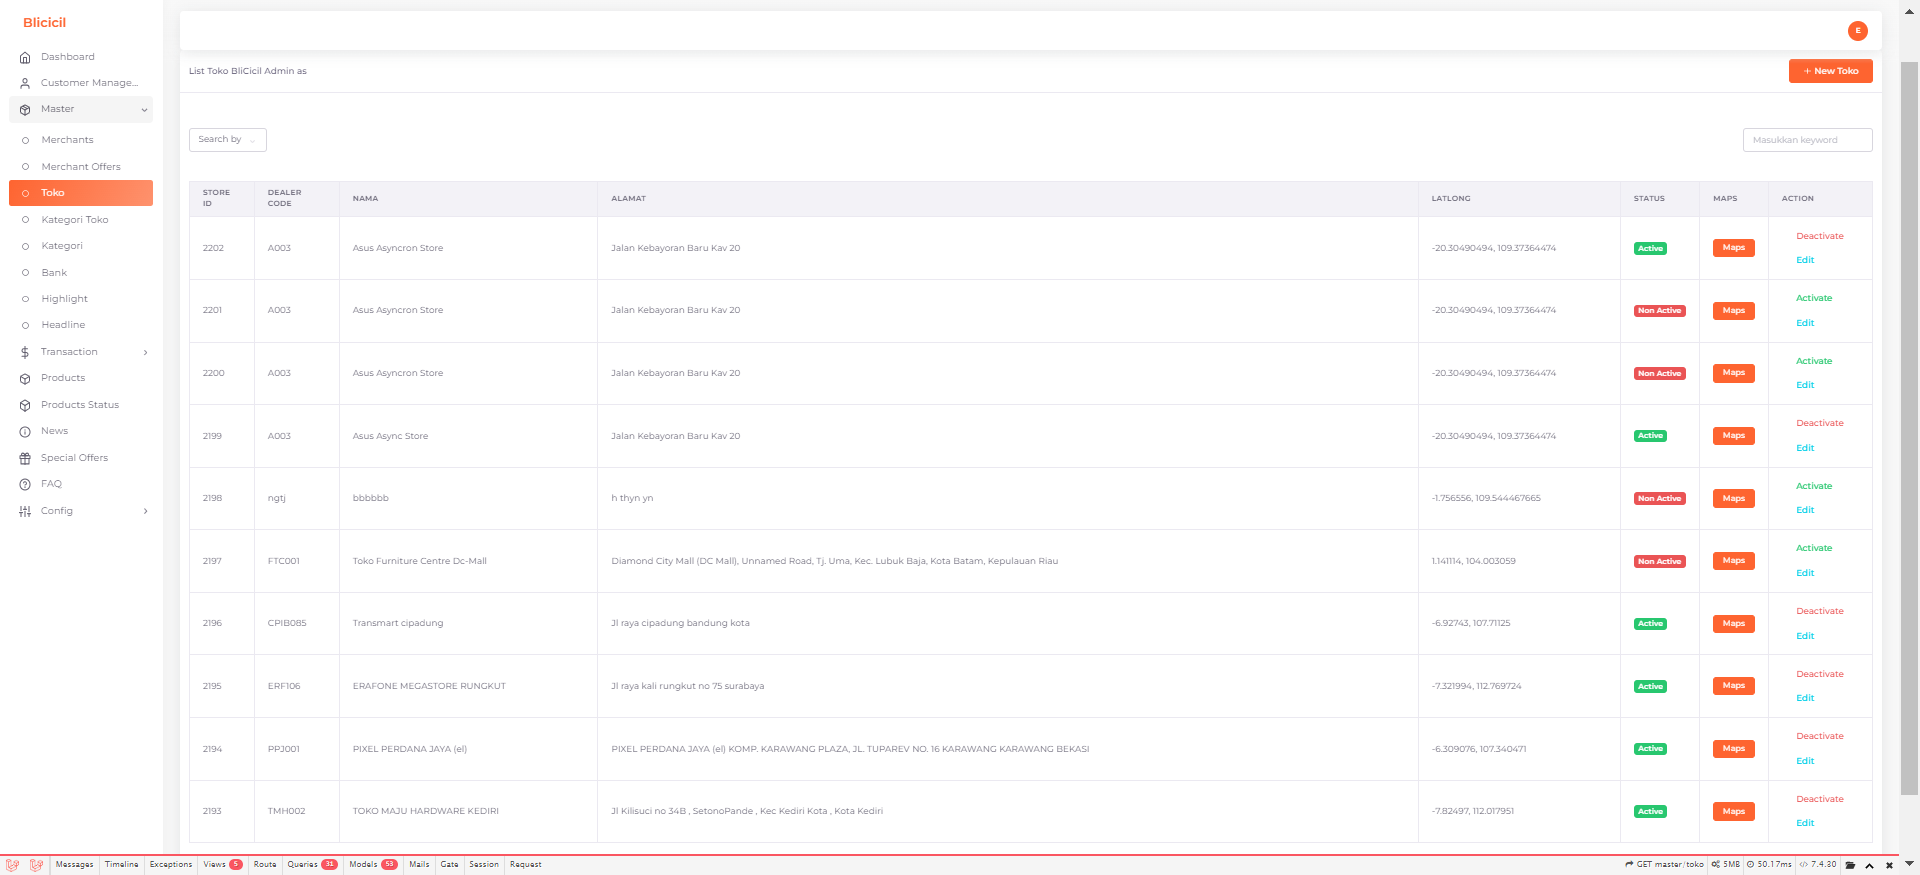 Blicicil
E
Dashboard
Customer Manage...
Master
Merchants
Merchant Offers
Toko
Kategori Toko
Kategori
Bank
Highlight
Headline
Transaction
Products
Products Status
News
Special Offers
FAQ
Config
List Toko BliCicil Admin as
+ New Toko
Search by
Masukkan keyword
STORE ID DEALER CODE NAMA ALAMAT LATLONG STATUS MAPS ACTION
2202 A003 Asus Asyncron Store Jalan Kebayoran Baru Kav 20 -20.30490494, 109.37364474 Active Maps Deactivate
Edit
2201 A003 Asus Asyncron Store Jalan Kebayoran Baru Kav 20 -20.30490494, 109.37364474 Non Active Maps Activate
Edit
2200 A003 Asus Asyncron Store Jalan Kebayoran Baru Kav 20 -20.30490494, 109.37364474 Non Active Maps Activate
Edit
2199 A003 Asus Async Store Jalan Kebayoran Baru Kav 20 -20.30490494, 109.37364474 Active Maps Deactivate
Edit
2198 ngtj bbbbbb h thyn yn -1.756556, 109.544467665 Non Active Maps Activate
Edit
2197 FTC001 Toko Furniture Centre Dc-Mall Diamond City Mall (DC Mall), Unnamed Road, Tj. Uma, Kec. Lubuk Baja, Kota Batam, Kepulauan Riau 1.141114, 104.003059 Non Active Maps Activate
Edit
2196 CPIB085 Transmart cipadung Jl raya cipadung bandung kota -6.92743, 107.71125 Active Maps Deactivate
Edit
2195 ERF106 ERAFONE MEGASTORE RUNGKUT Jl raya kali rungkut no 75 surabaya -7.321994, 112.769724 Active Maps Deactivate
Edit
2194 PPJ001 PIXEL PERDANA JAYA (el) PIXEL PERDANA JAYA (el) KOMP. KARAWANG PLAZA, JL. TUPAREV NO. 16 KARAWANG KARAWANG BEKASI -6.309076, 107.340471 Active Maps Deactivate
Edit
2193 TMH002 TOKO MAJU HARDWARE KEDIRI Jl Kilisuci no 34B , SetonoPande , Kec Kediri Kota , Kota Kediri -7.82497, 112.017951 Active Maps Deactivate
Edit
Messages Timeline Exceptions Views 5 Route Queries 31 Models 53 Mails Gate Session Request GET master/toko 5MB 50.17ms 7.4.30